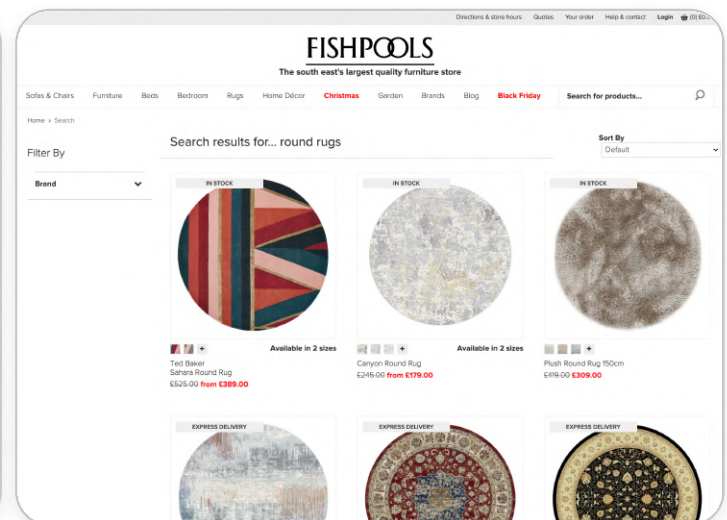 Directions & store hours Quotes Your order Help & contact Login (0) £0.
FISHPOOLS
The south east's largest quality furniture store
Sofas & Chairs Furniture Beds Bedroom Rugs Home Décor Christmas Garden Brands Blog Black Friday Search for products...
Home > Search
Filter By
Search results for... round rugs
Sort By
Default
Brand
IN STOCK IN STOCK IN STOCK
+ Available in 2 sizes + Available in 2 sizes +
Ted Baker Canyon Round Rug Plush Round Rug 150cm
Sahara Round Rug £245.00 from £179.00 £419.00 £309.00
£525.00 from £389.00
EXPRESS DELIVERY EXPRESS DELIVERY EXPRESS DELIVERY